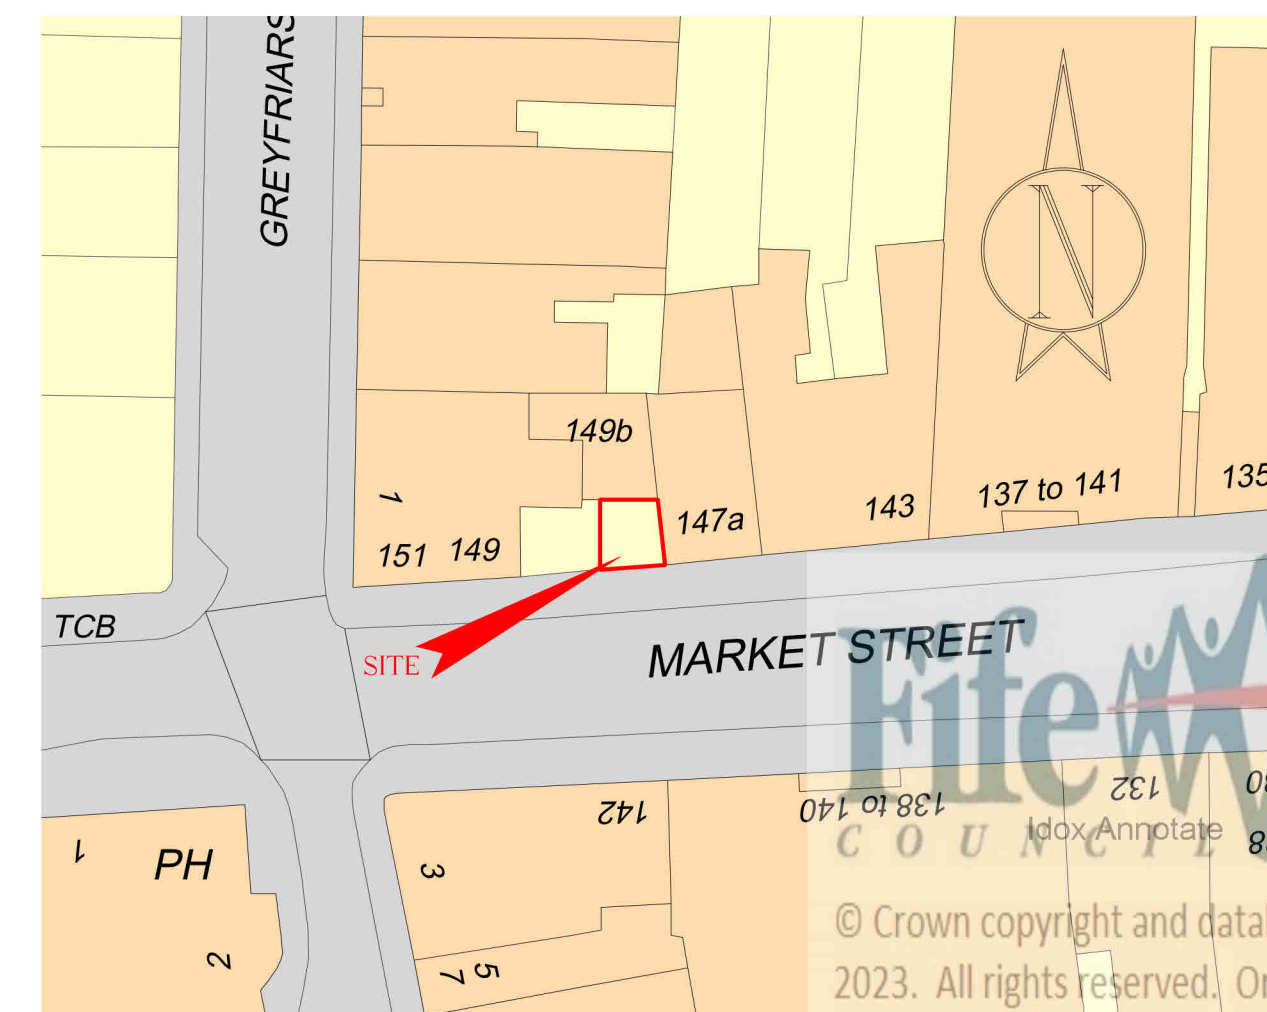 GREYFRIARS
N
149b
147a
143
137 to 141
135
1
151
149
TCB
SITE
MARKET STREET
Fife
COUNCIL
Idox Annotate
142
138 to 140
132
1
PH
2
3
5
7
© Crown copyright and
2023. All rights reserved.